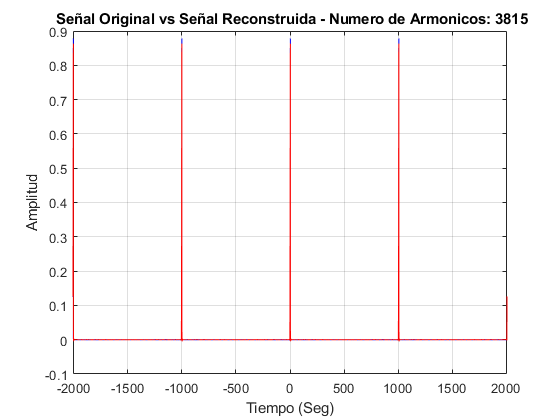 Señal Original vs Señal Reconstruida - Numero de Armonicos: 3815
0.9
0.8
0.7
0.6
0.5
0.4
0.3
0.2
0.1
0
-0.1
Amplitud
-2000 -1500 -1000 -500 0 500 1000 1500 2000
Tiempo (Seg)